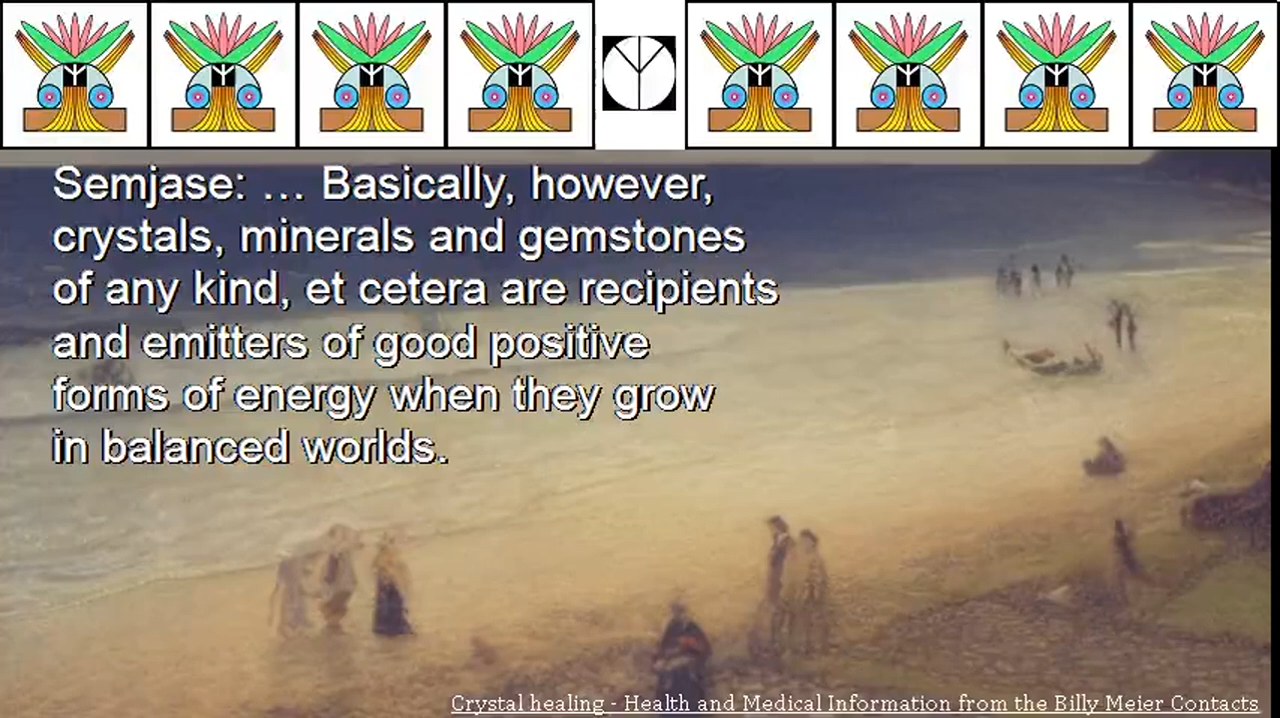 Semjase: … Basically, however,
crystals, minerals and gemstones
of any kind, et cetera are recipients
and emitters of good positive
forms of energy when they grow
in balanced worlds.
Crystal healing - Health and Medical Information from the Billy Meier Contacts